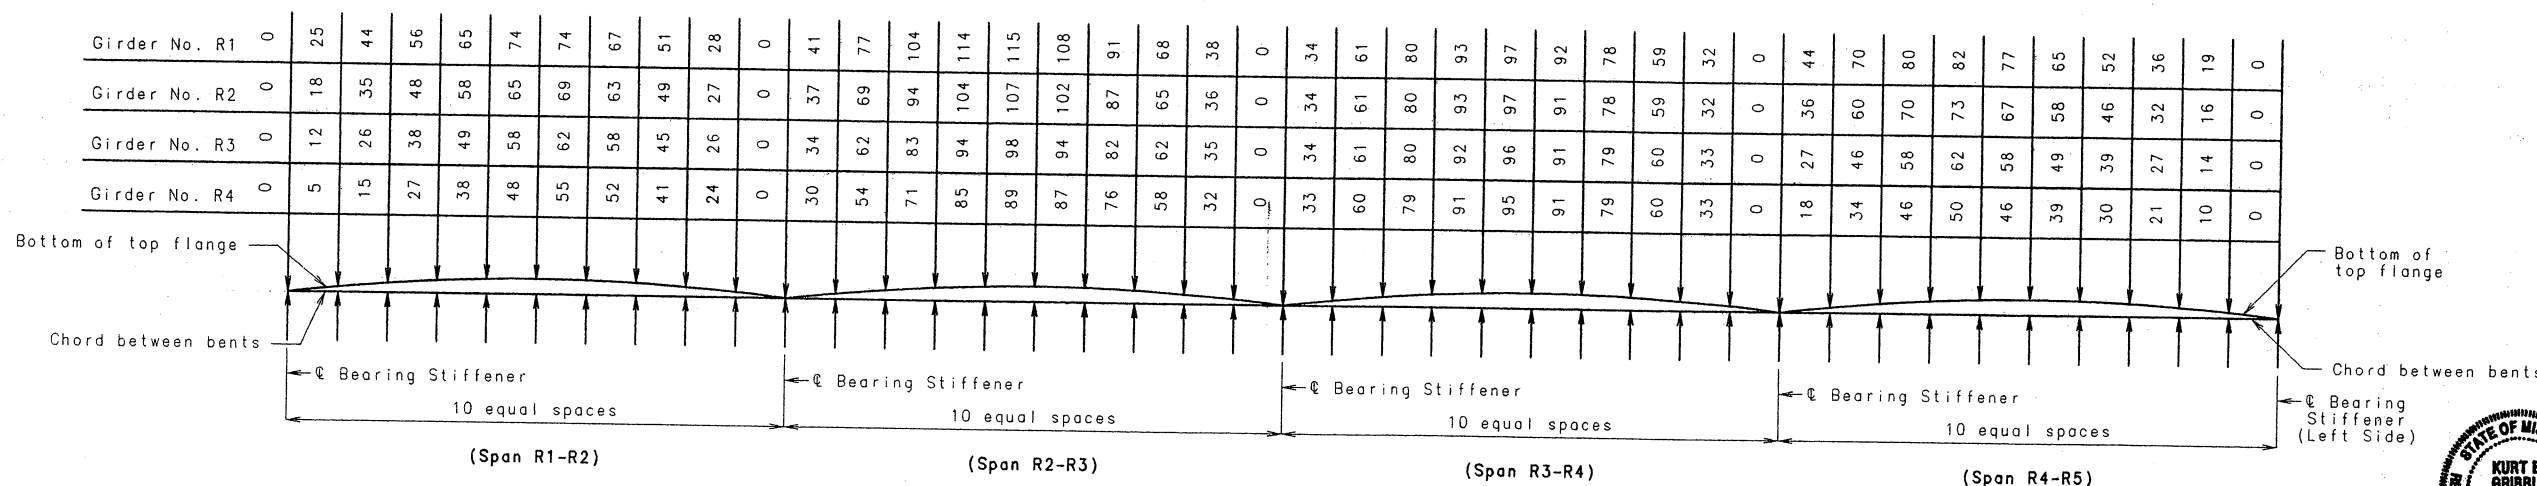 Girder No. R1 0 25 44 56 65 74 74 67 51 28 0 41 77 104 114 115 108 91 68 38 0 34 61 80 93 97 92 78 59 32 0 44 70 80 82 77 65 52 36 19 0
Girder No. R2 0 18 35 48 58 65 69 63 49 27 0 37 69 94 104 107 102 87 65 36 0 34 61 80 93 97 91 78 59 32 0 36 60 70 73 67 58 46 32 16 0
Girder No. R3 0 12 26 38 49 58 62 58 45 26 0 34 62 83 94 98 94 82 62 35 0 34 61 80 92 96 91 79 60 33 0 27 46 58 62 58 49 39 27 14 0
Girder No. R4 0 5 15 27 38 48 55 52 41 24 0 30 54 71 85 89 87 76 58 32 0 33 60 79 91 95 91 79 60 33 0 18 34 46 50 46 39 30 21 10 0
Bottom of top flange
Bottom of
top flange
Chord between bents
Chord between bents
℄ Bearing Stiffener
℄ Bearing Stiffener
℄ Bearing Stiffener
℄ Bearing Stiffener
℄ Bearing
Stiffener
(Left Side)
10 equal spaces
10 equal spaces
10 equal spaces
10 equal spaces
(Span R1-R2)
(Span R2-R3)
(Span R3-R4)
(Span R4-R5)
STATE OF MI
KURT